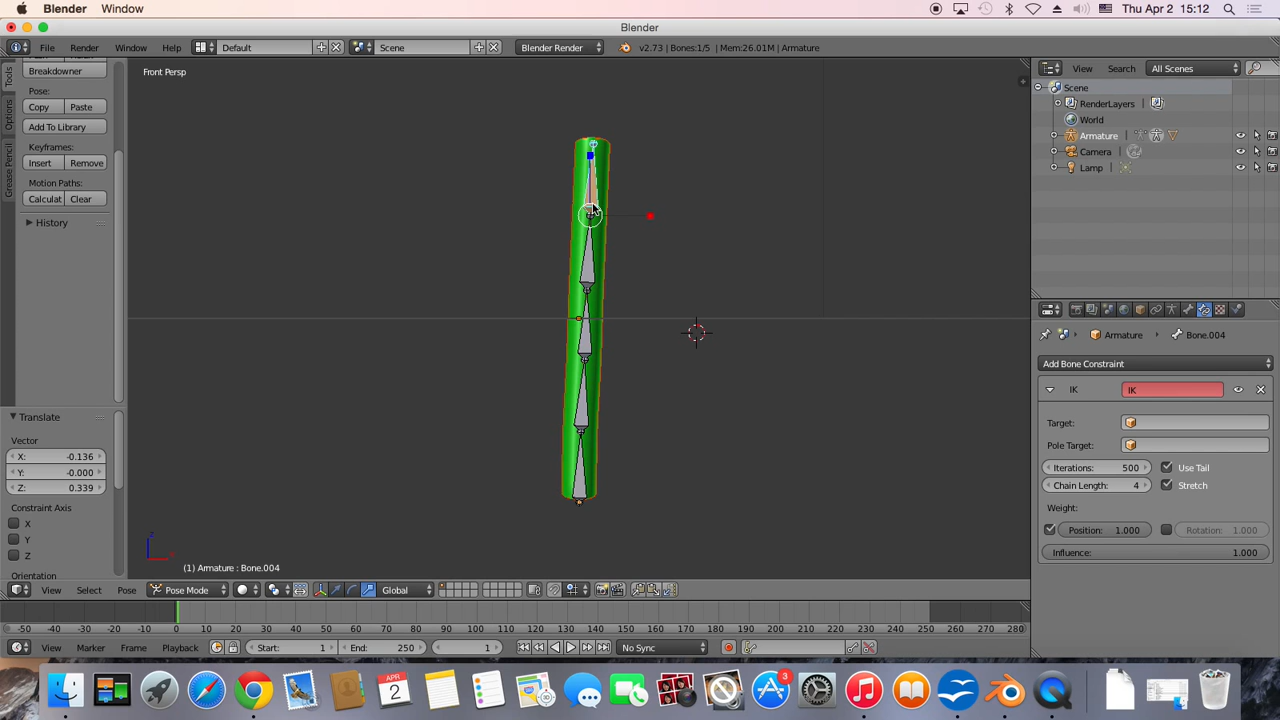 Blender Window Thu Apr 2 15:12
Blender
File Render Window Help Default Scene Blender Render v2.73 | Bones:1/5 | Mem:26.01M | Armature View Search All Scenes
Tools
Options
Grease Pencil
Breakdowner
Pose:
Copy Paste
Add To Library
Keyframes:
Insert Remove
Motion Paths:
Calculat Clear
History
Translate
Vector
X: -0.136
Y: -0.000
Z: 0.339
Constraint Axis
X
Y
Z
Orientation
Front Persp
(1) Armature : Bone.004
Scene
RenderLayers
World
Armature
Camera
Lamp
Armature Bone.004
Add Bone Constraint
IK IK
Target:
Pole Target:
Iterations: 500 Use Tail
Chain Length: 4 Stretch
Weight:
Position: 1.000 Rotation: 1.000
Influence: 1.000
View Select Pose Pose Mode Global
-50 -40 -30 -20 -10 0 10 20 30 40 50 60 70 80 90 100 110 120 130 140 150 160 170 180 190 200 210 220 230 240 250 260 270 280
View Marker Frame Playback Start: 1 End: 250 1 No Sync
APR
2
3